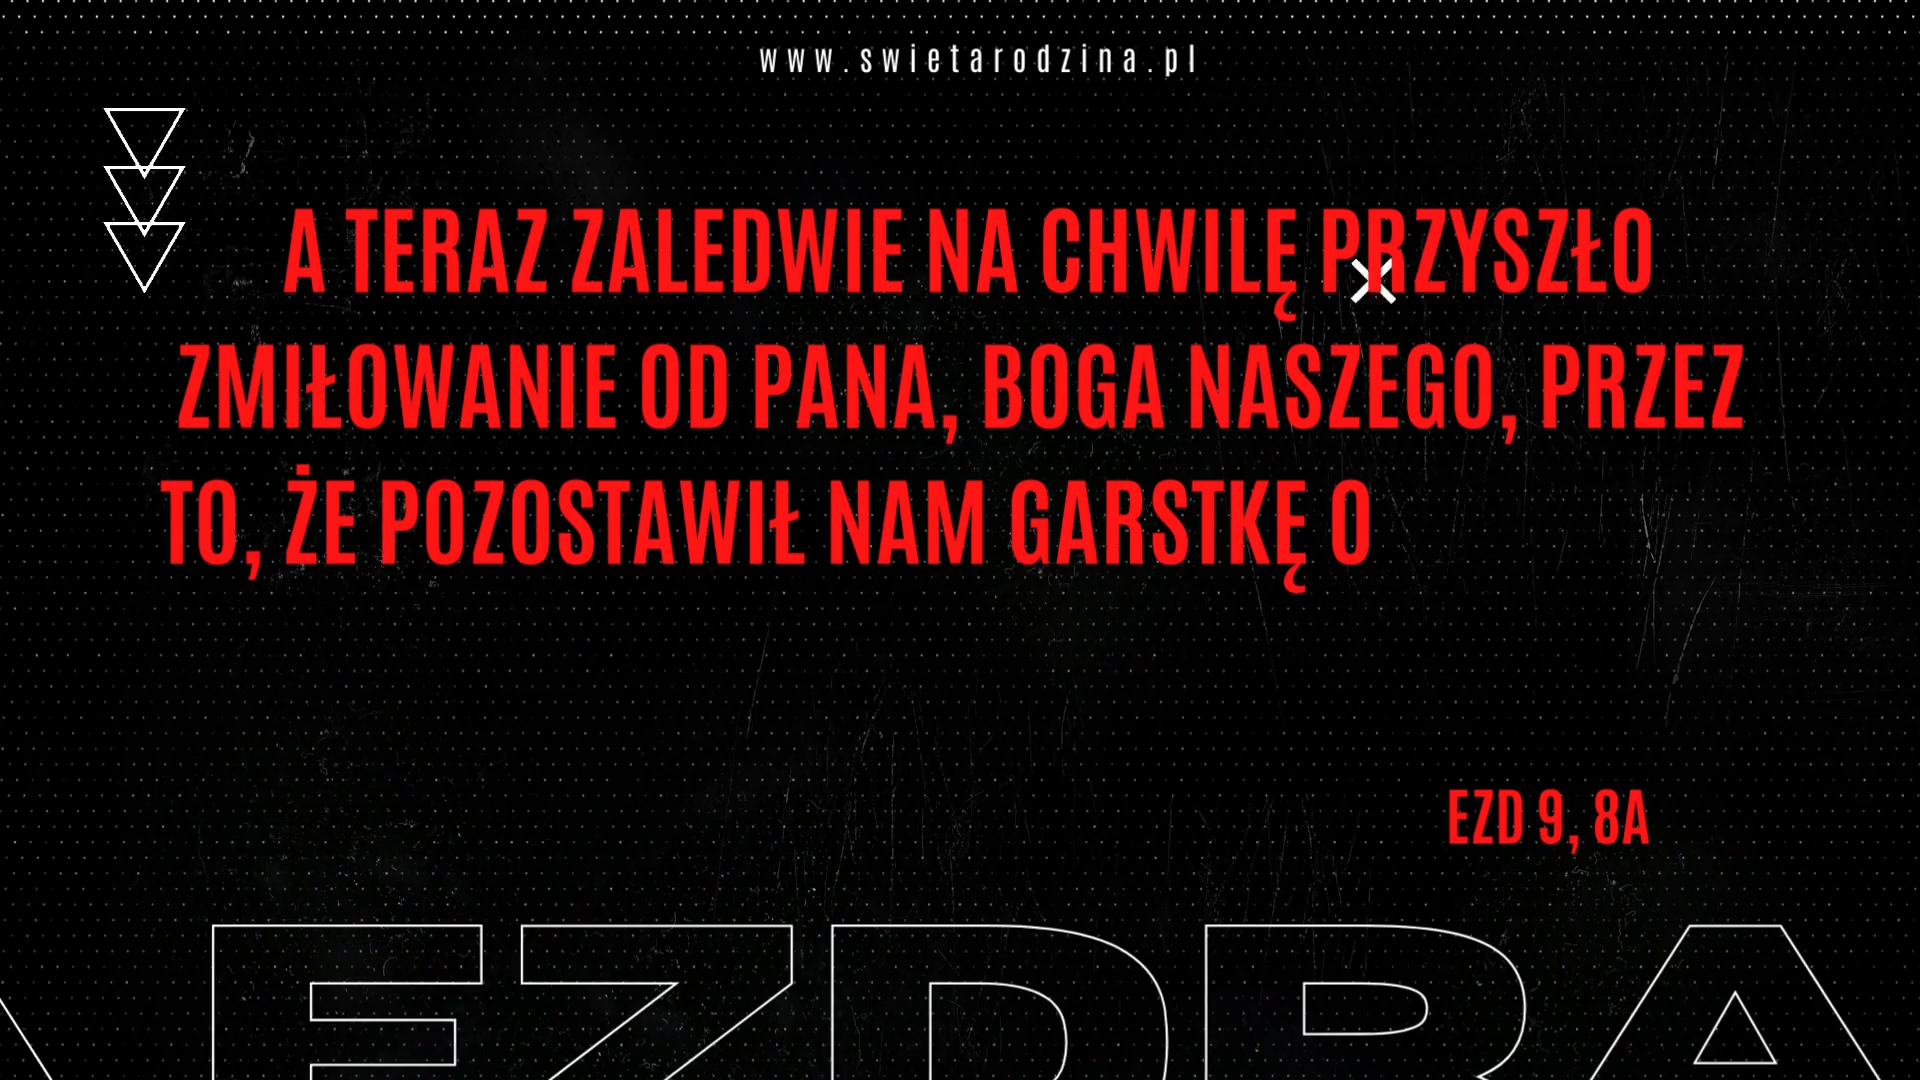 www.swietarodzina.pl
A TERAZ ZALEDWIE NA CHWILĘ PRZYSZŁO
ZMIŁOWANIE OD PANA, BOGA NASZEGO, PRZEZ
TO, ŻE POZOSTAWIŁ NAM GARSTKĘ O
EZD 9, 8A
EZDRA